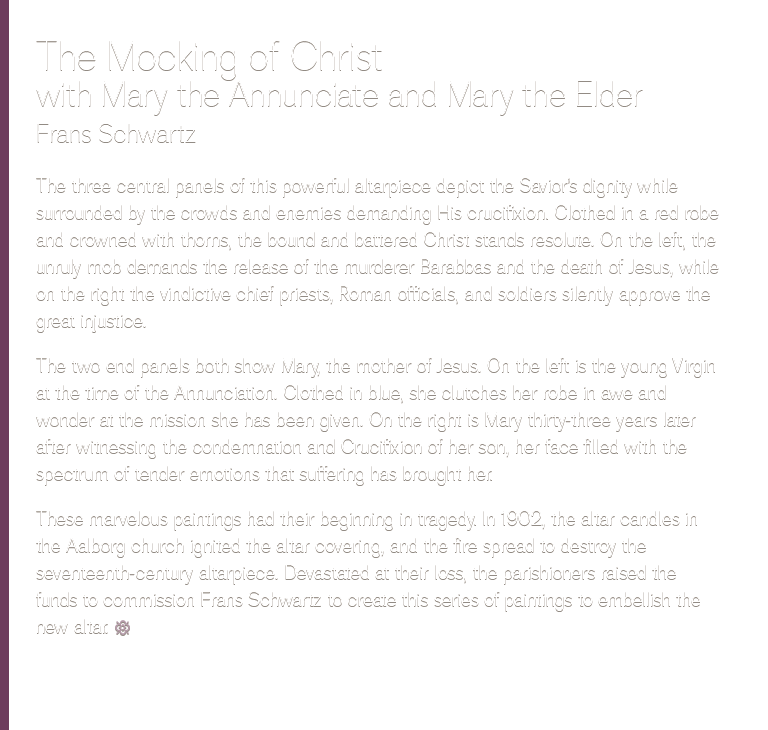 The Mocking of Christ
with Mary the Annunciate and Mary the Elder
Frans Schwartz
The three central panels of this powerful altarpiece depict the Savior's dignity while
surrounded by the crowds and enemies demanding His crucifixion. Clothed in a red robe
and crowned with thorns, the bound and battered Christ stands resolute. On the left, the
unruly mob demands the release of the murderer Barabbas and the death of Jesus, while
on the right the vindictive chief priests, Roman officials, and soldiers silently approve the
great injustice.
The two end panels both show Mary, the mother of Jesus. On the left is the young Virgin
at the time of the Annunciation. Clothed in blue, she clutches her robe in awe and
wonder at the mission she has been given. On the right is Mary thirty-three years later
after witnessing the condemnation and Crucifixion of her son, her face filled with the
spectrum of tender emotions that suffering has brought her.
These marvelous paintings had their beginning in tragedy. In 1902, the altar candles in
the Aalborg church ignited the altar covering, and the fire spread to destroy the
seventeenth-century altarpiece. Devastated at their loss, the parishioners raised the
funds to commission Frans Schwartz to create this series of paintings to embellish the
new altar.